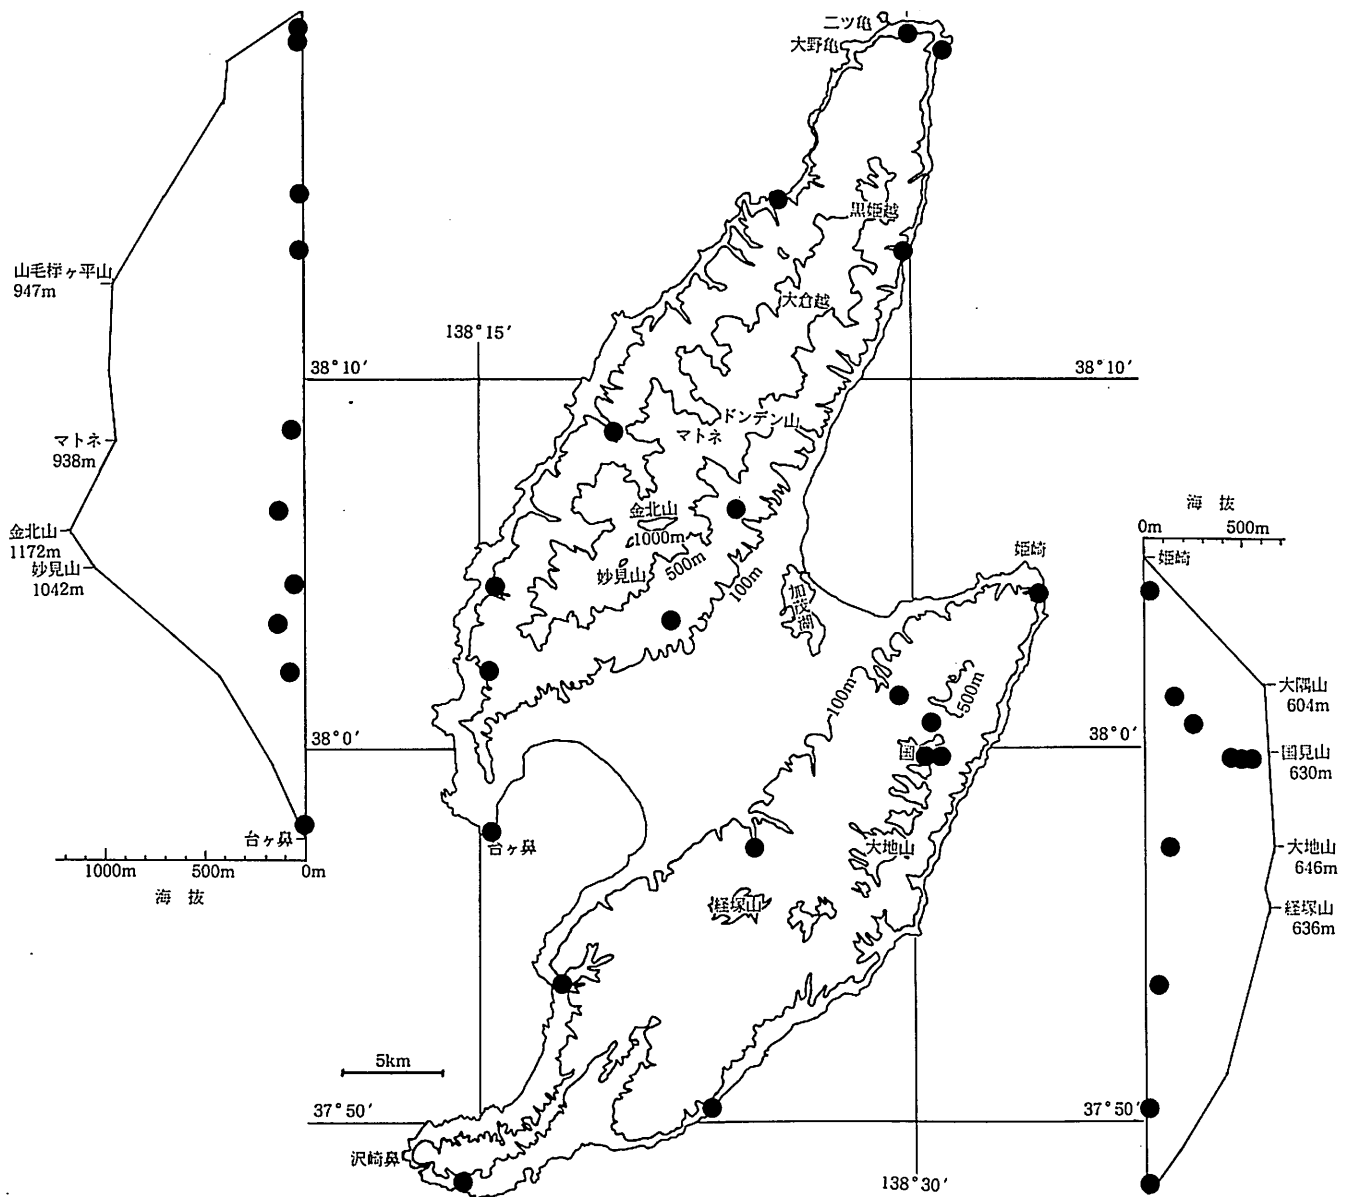 二ツ亀
大野亀
黒姫越
山毛欅ヶ平山
947m
大倉越
138°15′
38°10′
38°10′
ドンデン山
マトネ
マトネ
938m
海 抜
0m 500m
金北山
1172m
妙見山
1042m
金北山
1000m
妙見山
500m
100m
加茂湖
姫崎
姫崎
100m
500m
大隅山
604m
38°0′
38°0′
国
国見山
630m
台ヶ鼻
台ヶ鼻
大地山
大地山
646m
1000m 500m 0m
海 抜
経塚山
経塚山
636m
5km
37°50′
37°50′
沢崎鼻
138°30′